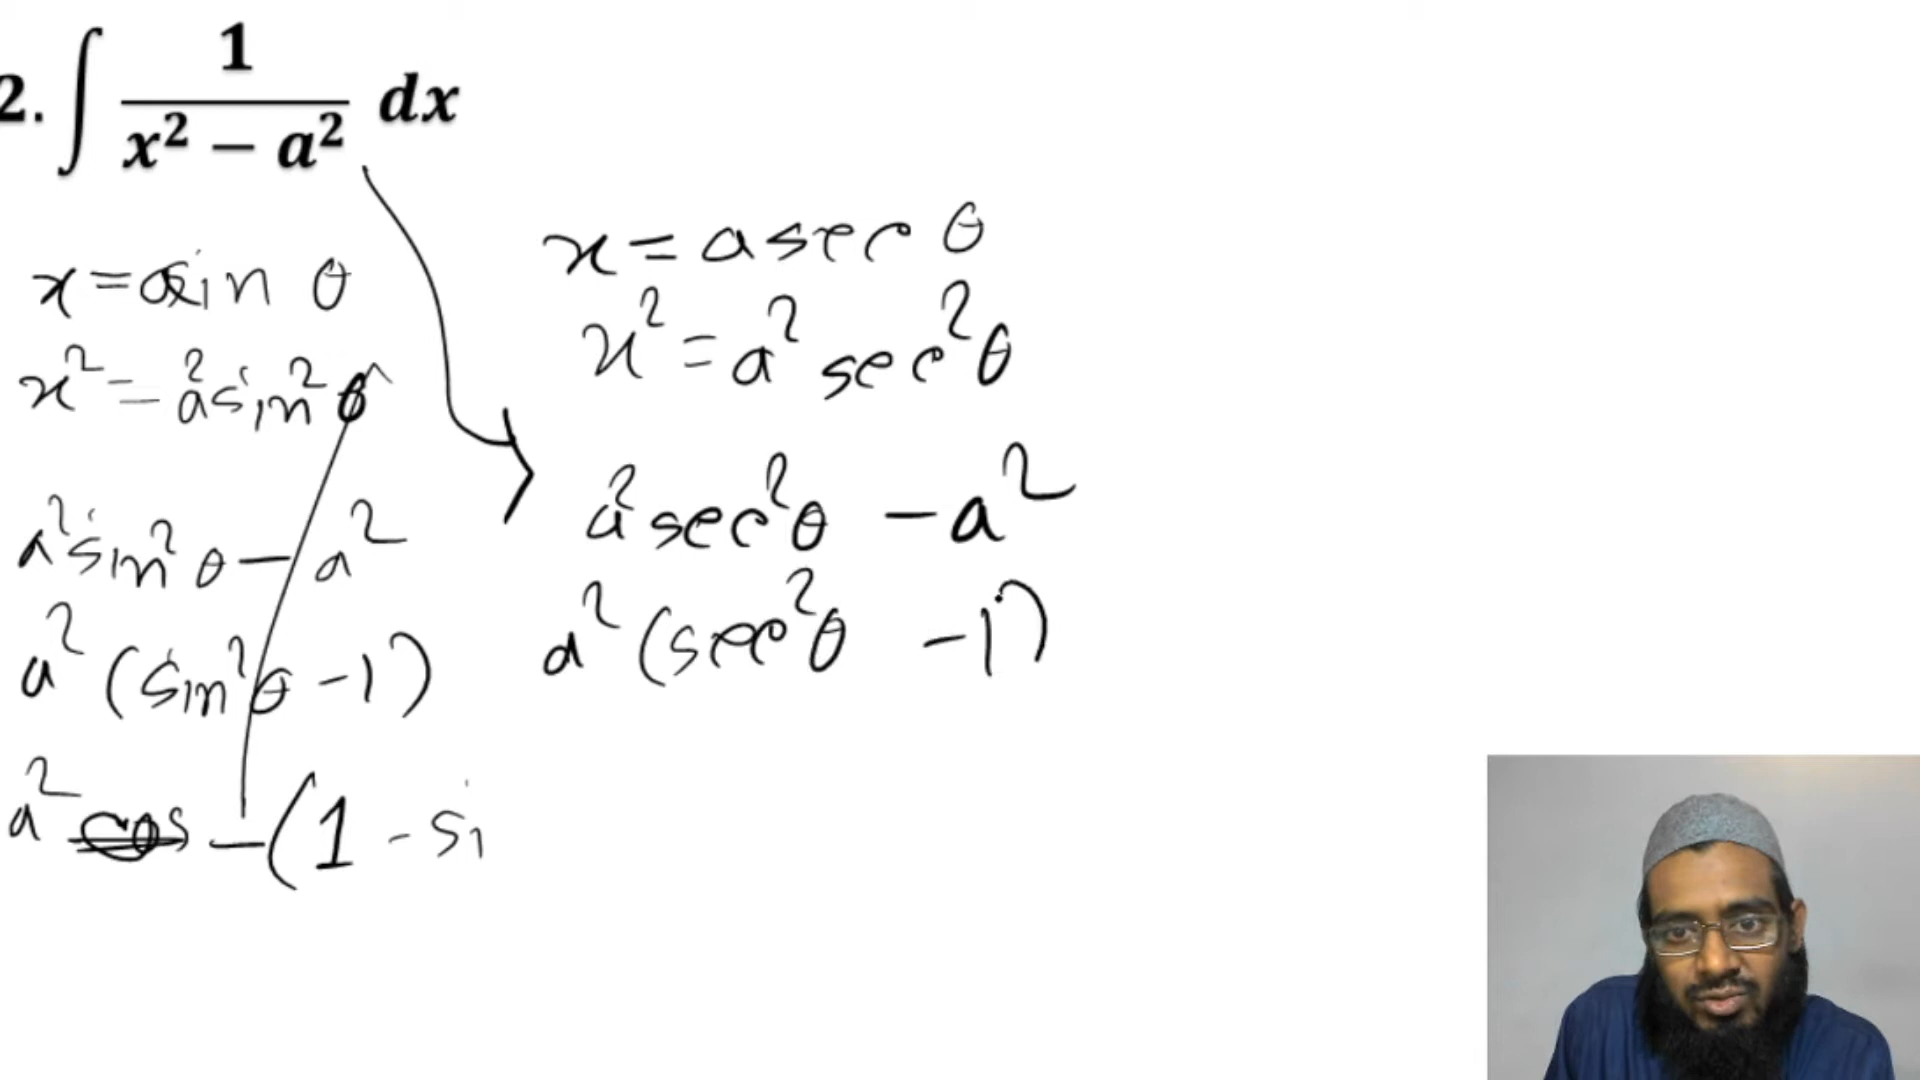 2. ∫ 1/(x² − a²) dx
x = a sin θ
x² = a² sin² θ
a² sin² θ − a²
a² (sin² θ − 1)
a² cos − (1 − si
x = a sec θ
x² = a² sec² θ
a² sec² θ − a²
a² (sec² θ − 1)